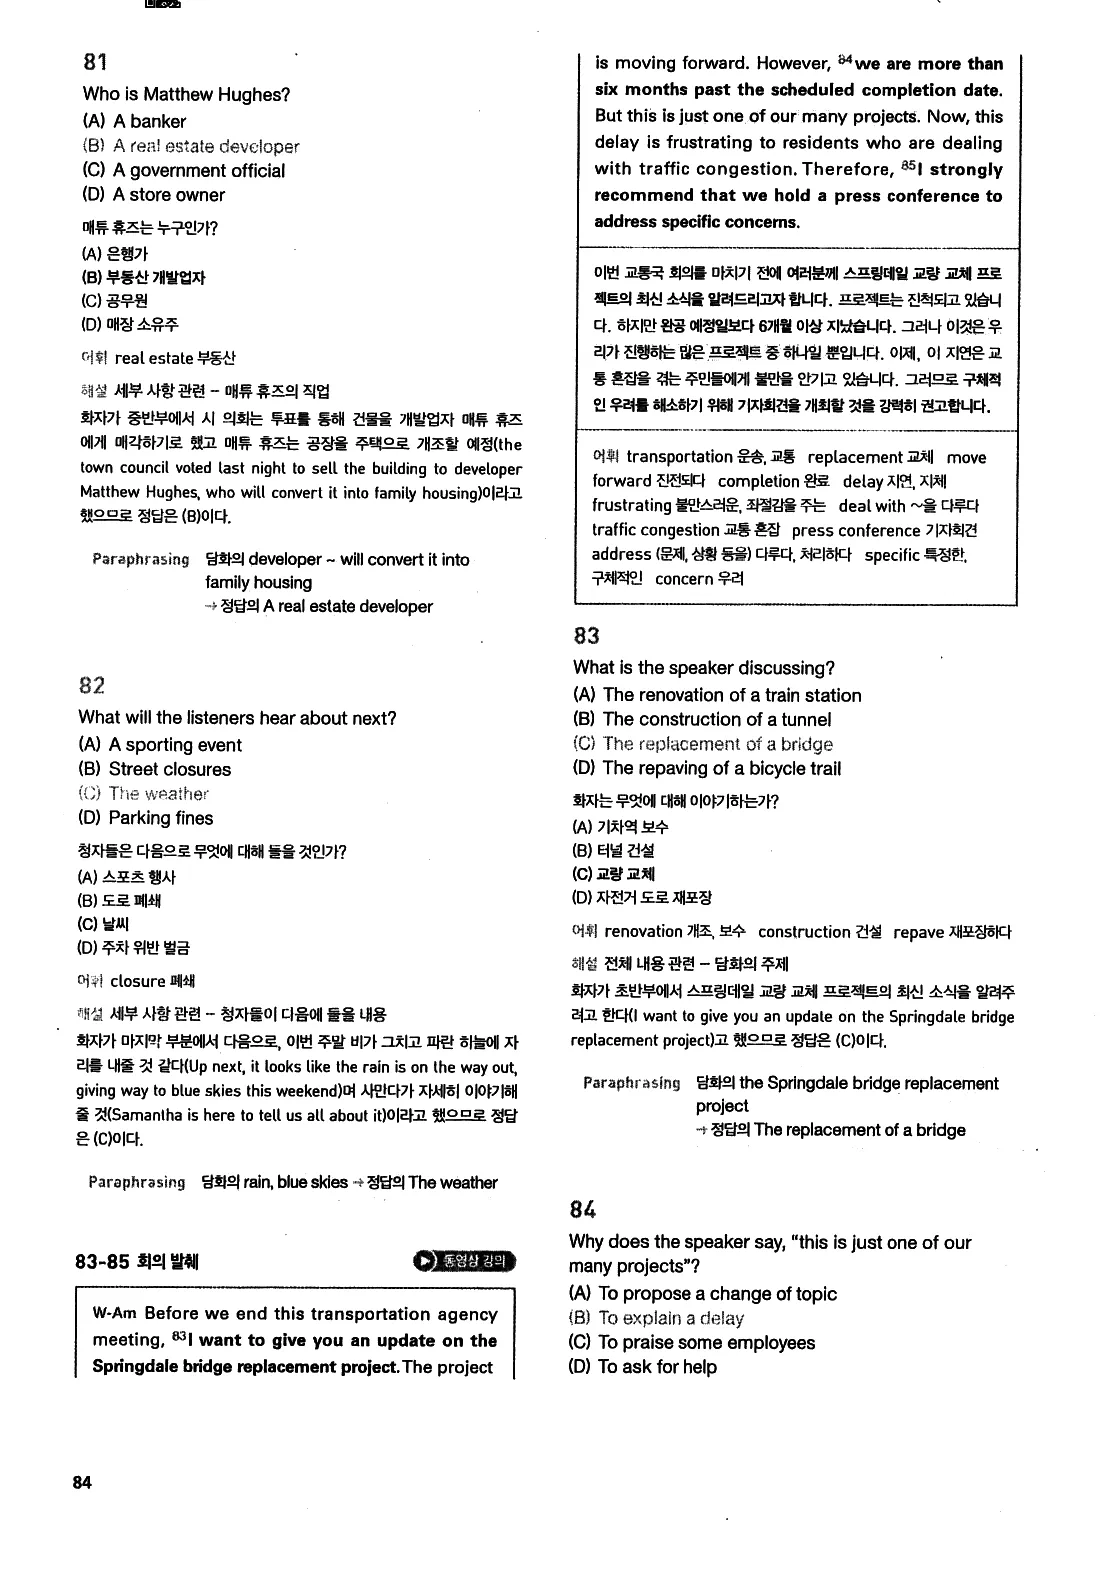 81
Who is Matthew Hughes?
(A) A banker
(B) A real estate developer
(C) A government official
(D) A store owner
매튜 휴즈는 누구인가?
(A) 은행가
(B) 부동산 개발업자
(C) 공무원
(D) 매장 소유주
어휘 real estate 부동산
해설 세부 사항 관련 – 매튜 휴즈의 직업
화자가 중반부에서 시 의회는 투표를 통해 건물을 개발업자 매튜 휴즈
에게 매각하기로 했고 매튜 휴즈는 공장을 주택으로 개조할 예정(the
town council voted last night to sell the building to developer
Matthew Hughes, who will convert it into family housing)이라고
했으므로 정답은 (B)이다.
Paraphrasing 담화의 developer ~ will convert it into
family housing
→ 정답의 A real estate developer
82
What will the listeners hear about next?
(A) A sporting event
(B) Street closures
(C) The weather
(D) Parking fines
청자들은 다음으로 무엇에 대해 들을 것인가?
(A) 스포츠 행사
(B) 도로 폐쇄
(C) 날씨
(D) 주차 위반 벌금
어휘 closure 폐쇄
해설 세부 사항 관련 – 청자들이 다음에 들을 내용
화자가 마지막 부분에서 다음으로, 이번 주말 비가 그치고 파란 하늘에 자
리를 내줄 것 같다(Up next, it looks like the rain is on the way out,
giving way to blue skies this weekend)며 사만다가 자세히 이야기해
줄 것(Samantha is here to tell us all about it)이라고 했으므로 정답
은 (C)이다.
Paraphrasing 담화의 rain, blue skies → 정답의 The weather
83-85 회의 발췌
동영상 강의
W-Am Before we end this transportation agency
meeting, 83I want to give you an update on the
Springdale bridge replacement project. The project
is moving forward. However, 84we are more than
six months past the scheduled completion date.
But this is just one of our many projects. Now, this
delay is frustrating to residents who are dealing
with traffic congestion. Therefore, 85I strongly
recommend that we hold a press conference to
address specific concerns.
이번 교통국 회의를 마치기 전에 여러분께 스프링데일 교량 교체 프로
젝트의 최신 소식을 알려드리고자 합니다. 프로젝트는 진척되고 있습니
다. 하지만 완공 예정일보다 6개월 이상 지났습니다. 그러나 이것은 우
리가 진행하는 많은 프로젝트 중 하나일 뿐입니다. 이제, 이 지연은 교
통 혼잡을 겪는 주민들에게 불만을 안기고 있습니다. 그러므로 구체적
인 우려를 해소하기 위해 기자회견을 개최할 것을 강력히 권고합니다.
어휘 transportation 운송, 교통 replacement 교체 move
forward 진전되다 completion 완료 delay 지연, 지체
frustrating 불만스러운, 좌절감을 주는 deal with ~을 다루다
traffic congestion 교통 혼잡 press conference 기자회견
address (문제, 상황 등을) 다루다, 처리하다 specific 특정한,
구체적인 concern 우려
83
What is the speaker discussing?
(A) The renovation of a train station
(B) The construction of a tunnel
(C) The replacement of a bridge
(D) The repaving of a bicycle trail
화자는 무엇에 대해 이야기하는가?
(A) 기차역 보수
(B) 터널 건설
(C) 교량 교체
(D) 자전거 도로 재포장
어휘 renovation 개조, 보수 construction 건설 repave 재포장하다
해설 전체 내용 관련 – 담화의 주제
화자가 초반부에서 스프링데일 교량 교체 프로젝트의 최신 소식을 알려주
려고 한다(I want to give you an update on the Springdale bridge
replacement project)고 했으므로 정답은 (C)이다.
Paraphrasing 담화의 the Springdale bridge replacement
project
→ 정답의 The replacement of a bridge
84
Why does the speaker say, "this is just one of our
many projects"?
(A) To propose a change of topic
(B) To explain a delay
(C) To praise some employees
(D) To ask for help
84